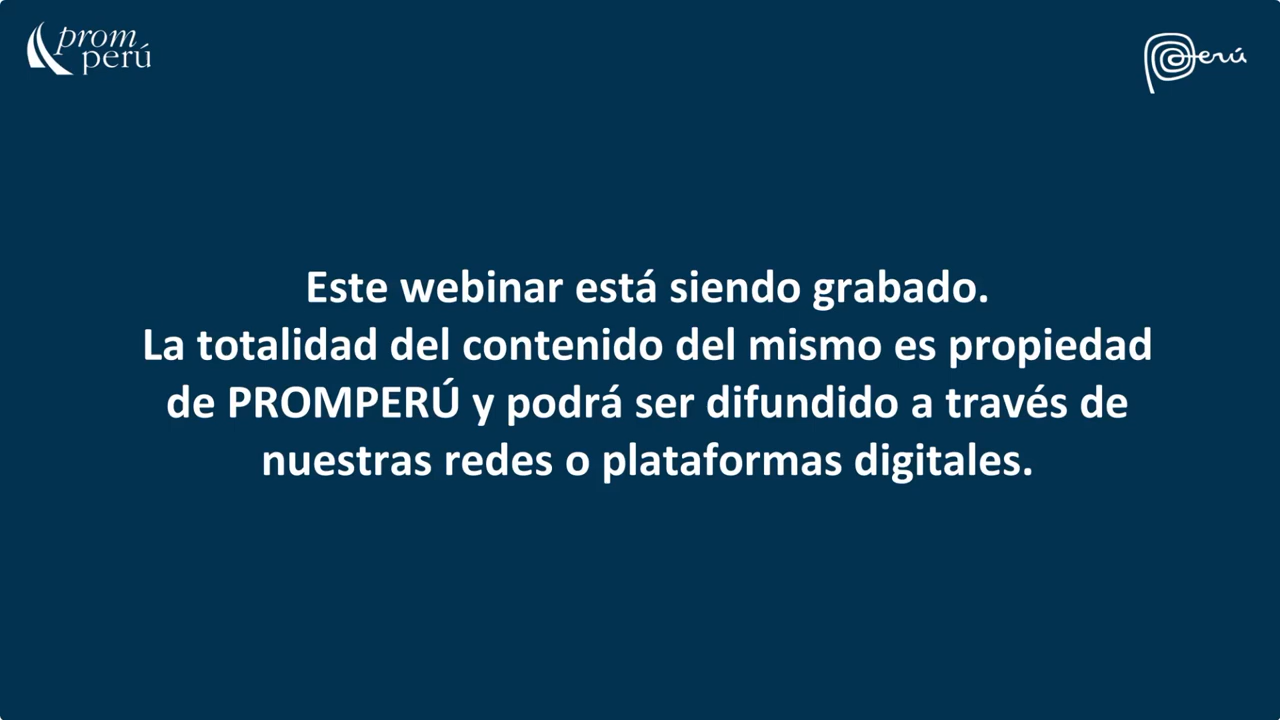 prom
perú
Perú
Este webinar está siendo grabado.
La totalidad del contenido del mismo es propiedad
de PROMPERÚ y podrá ser difundido a través de
nuestras redes o plataformas digitales.